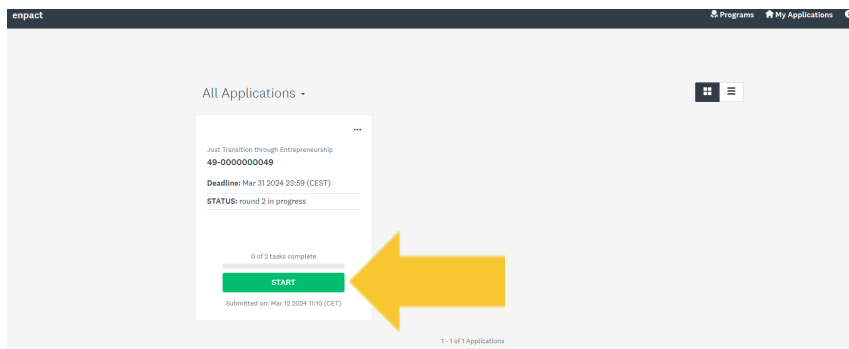 enpact
Programs My Applications
All Applications
...
Just Transition through Entrepreneurship
49-0000000049
Deadline: Mar 31 2024 23:59 (CEST)
STATUS: round 2 in progress
0 of 2 tasks complete
START
Submitted on: Mar 12 2024 11:10 (CET)
1 - 1 of 1 Applications